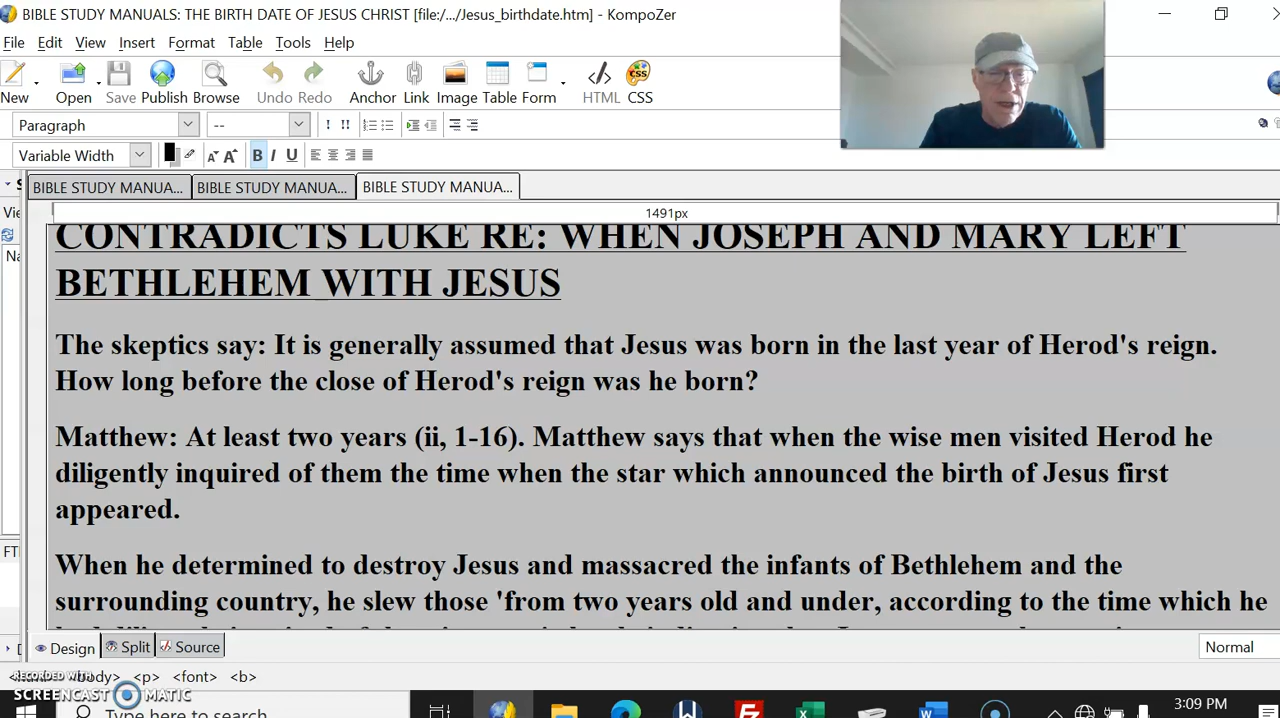 BIBLE STUDY MANUALS: THE BIRTH DATE OF JESUS CHRIST [file:/.../Jesus_birthdate.htm] - KompoZer
File Edit View Insert Format Table Tools Help
New Open Save Publish Browse Undo Redo Anchor Link Image Table Form HTML CSS
Paragraph --
Variable Width B I U
BIBLE STUDY MANUA... BIBLE STUDY MANUA... BIBLE STUDY MANUA...
1491px
CONTRADICTS LUKE RE: WHEN JOSEPH AND MARY LEFT
BETHLEHEM WITH JESUS
The skeptics say: It is generally assumed that Jesus was born in the last year of Herod's reign.
How long before the close of Herod's reign was he born?
Matthew: At least two years (ii, 1-16). Matthew says that when the wise men visited Herod he
diligently inquired of them the time when the star which announced the birth of Jesus first
appeared.
When he determined to destroy Jesus and massacred the infants of Bethlehem and the
surrounding country, he slew those 'from two years old and under, according to the time which he
Design Split Source Normal
<body> <p> <font> <b>
RECORDED WITH
SCREENCAST MATIC
Type here to search 3:09 PM